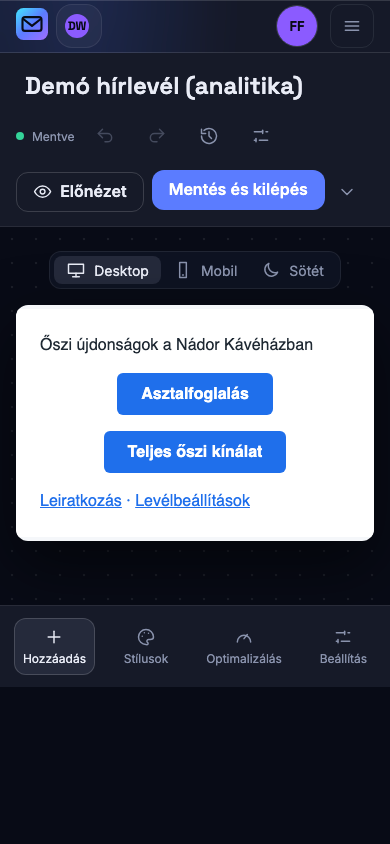 DW
FF
Demó hírlevél (analitika)
Mentve
Előnézet
Mentés és kilépés
Desktop
Mobil
Sötét
Őszi újdonságok a Nádor Kávéházban
Asztalfoglalás
Teljes őszi kínálat
Leiratkozás · Levélbeállítások
Hozzáadás
Stílusok
Optimalizálás
Beállítás